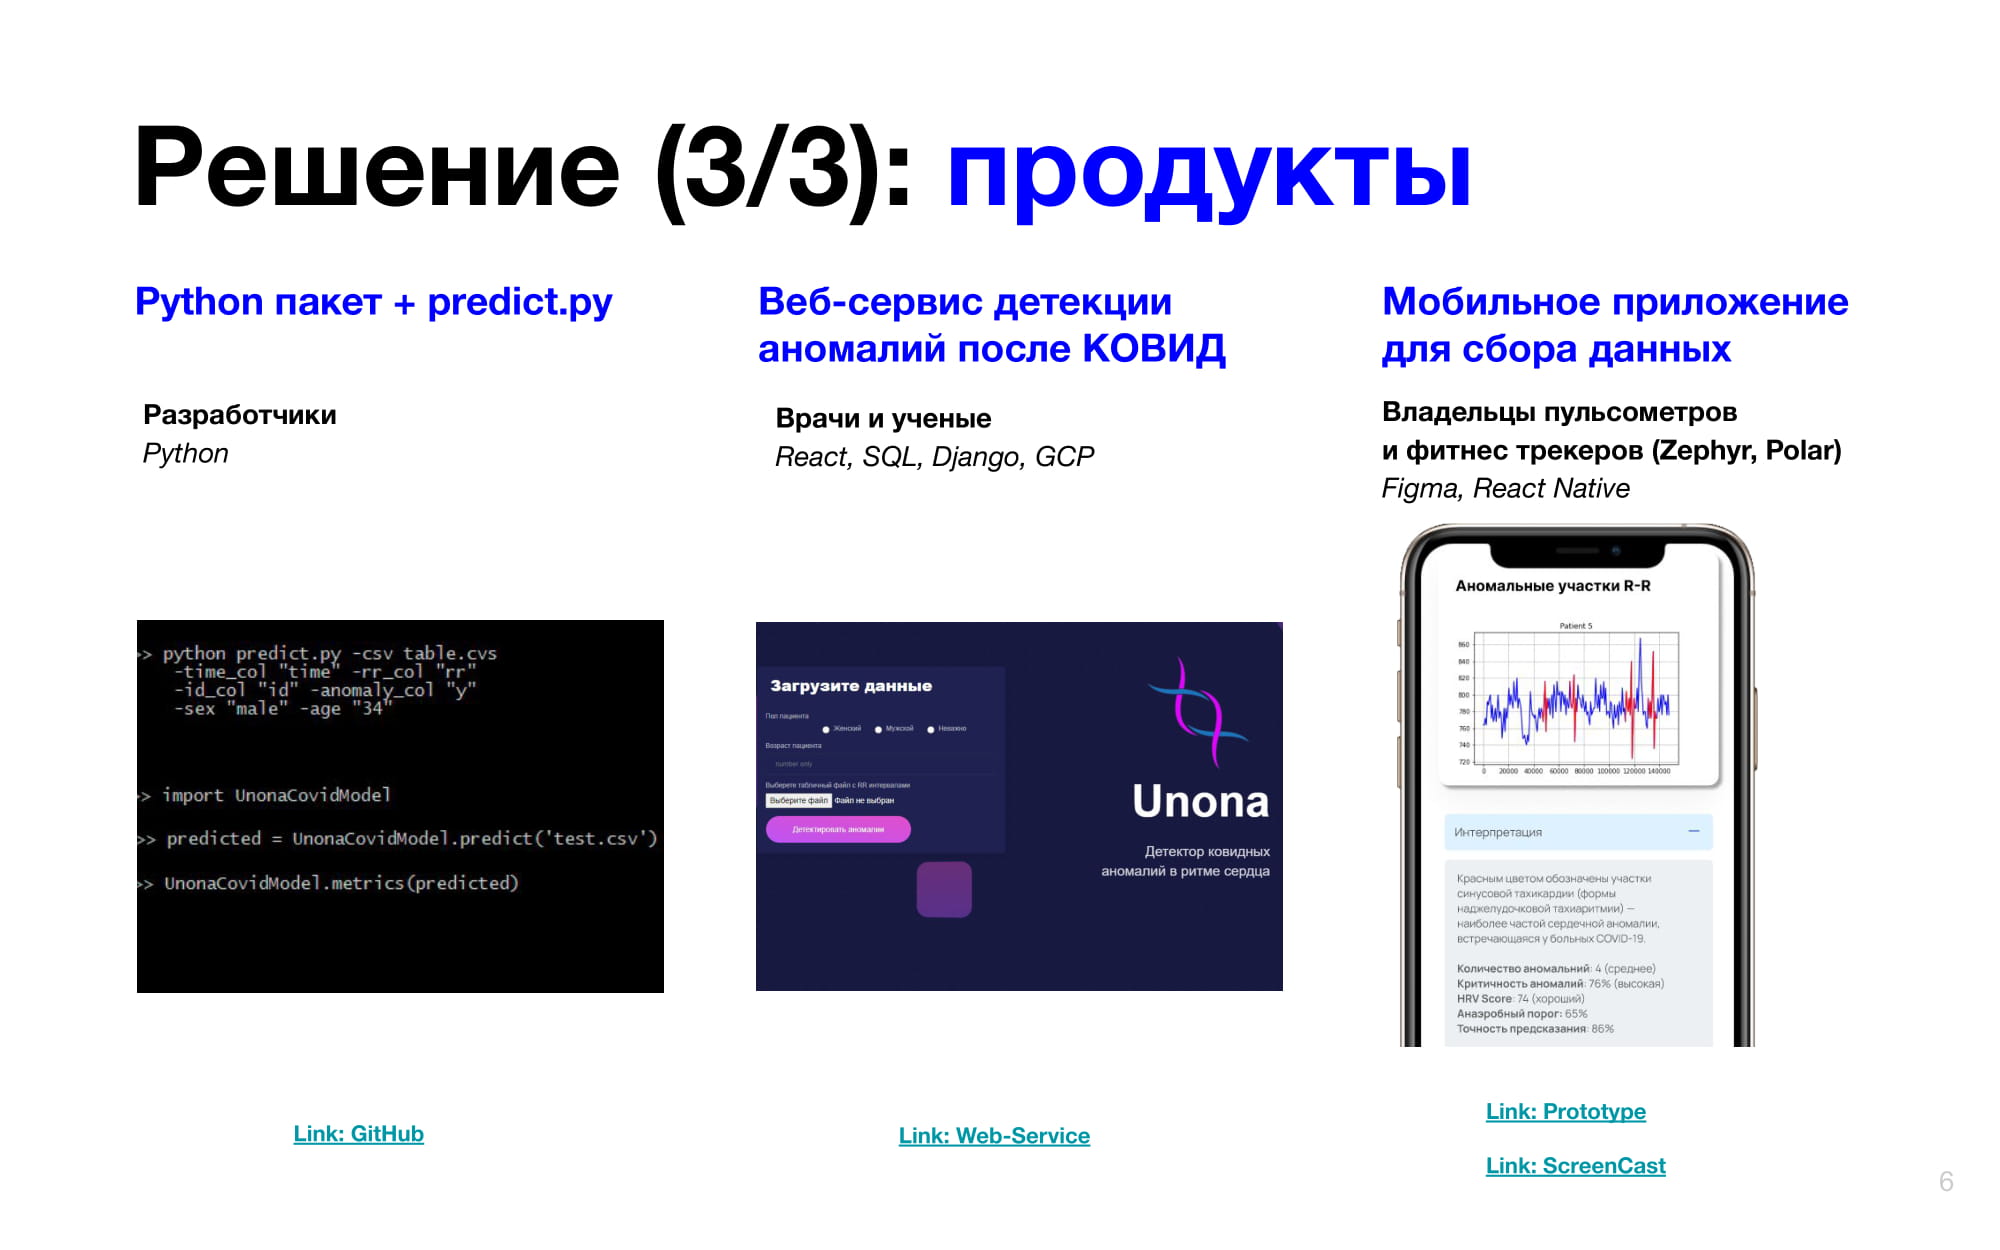 Решение (3/3): продукты
Python пакет + predict.py
Разработчики
Python
>> python predict.py -csv table.cvs
-time_col "time" -rr_col "rr"
-id_col "id" -anomaly_col "y"
-sex "male" -age "34"
>> import UnonaCovidModel
>> predicted = UnonaCovidModel.predict('test.csv')
>> UnonaCovidModel.metrics(predicted)
Link: GitHub
Веб-сервис детекции
аномалий после КОВИД
Врачи и ученые
React, SQL, Django, GCP
Загрузите данные
Пол пациента
Женский Мужской Неважно
Возраст пациента
number only
Выберете табличный файл с RR интервалами
Выберите файл Файл не выбран
Детектировать аномалии
Unona
Детектор ковидных
аномалий в ритме сердца
Link: Web-Service
Мобильное приложение
для сбора данных
Владельцы пульсометров
и фитнес трекеров (Zephyr, Polar)
Figma, React Native
Аномальные участки R-R
Patient 5
860
840
820
800
780
760
740
720
0 20000 40000 60000 80000 100000 120000 140000
Интерпретация
Красным цветом обозначены участки
синусовой тахикардии (формы
наджелудочковой тахиаритмии) —
наиболее частой сердечной аномалии,
встречающаяся у больных COVID-19.
Количество аномальний: 4 (среднее)
Критичность аномалий: 76% (высокая)
HRV Score: 74 (хороший)
Анаэробный порог: 65%
Точность предсказания: 86%
Link: Prototype
Link: ScreenCast
6